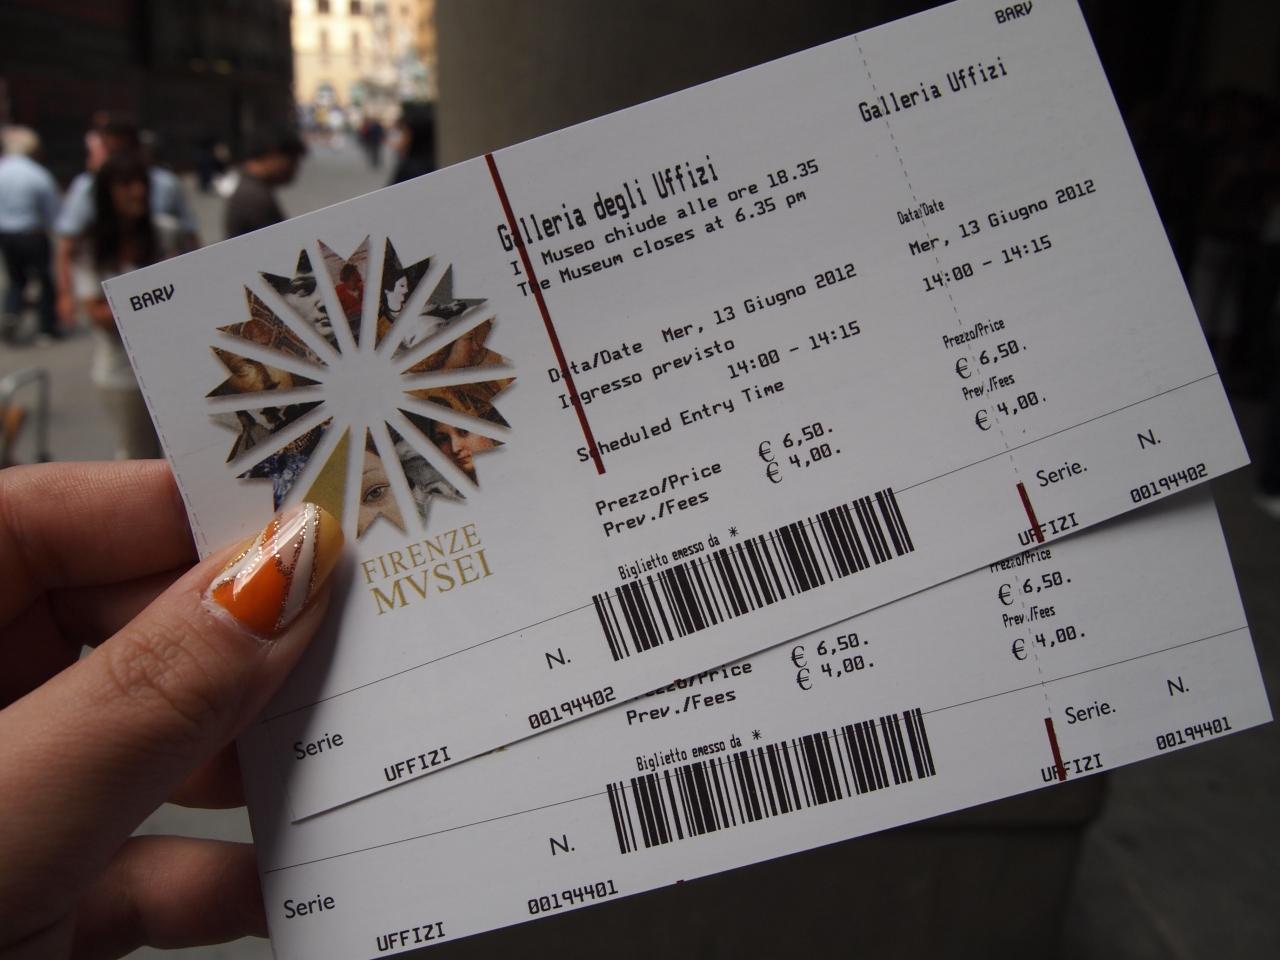 BARV
FIRENZE
MVSEI
Galleria degli Uffizi
Il Museo chiude alle ore 18.35
The Museum closes at 6.35 pm
Data/Date Mer, 13 Giugno 2012
Ingresso previsto
14:00 - 14:15
Scheduled Entry Time
Prezzo/Price € 6,50.
Prev./Fees € 4,00.
Biglietto emesso da *
Serie
UFFIZI
N.
00194402
BARV
Galleria Uffizi
Data/Date
Mer, 13 Giugno 2012
14:00 - 14:15
Prezzo/Price
€ 6,50.
Prev./Fees
€ 4,00.
Serie.
UFFIZI
N.
00194402
Prezzo/Price € 6,50.
Prev./Fees € 4,00.
Biglietto emesso da *
Serie
UFFIZI
N.
00194401
Prezzo/Price
€ 6,50.
Prev./Fees
€ 4,00.
Serie.
UFFIZI
N.
00194401